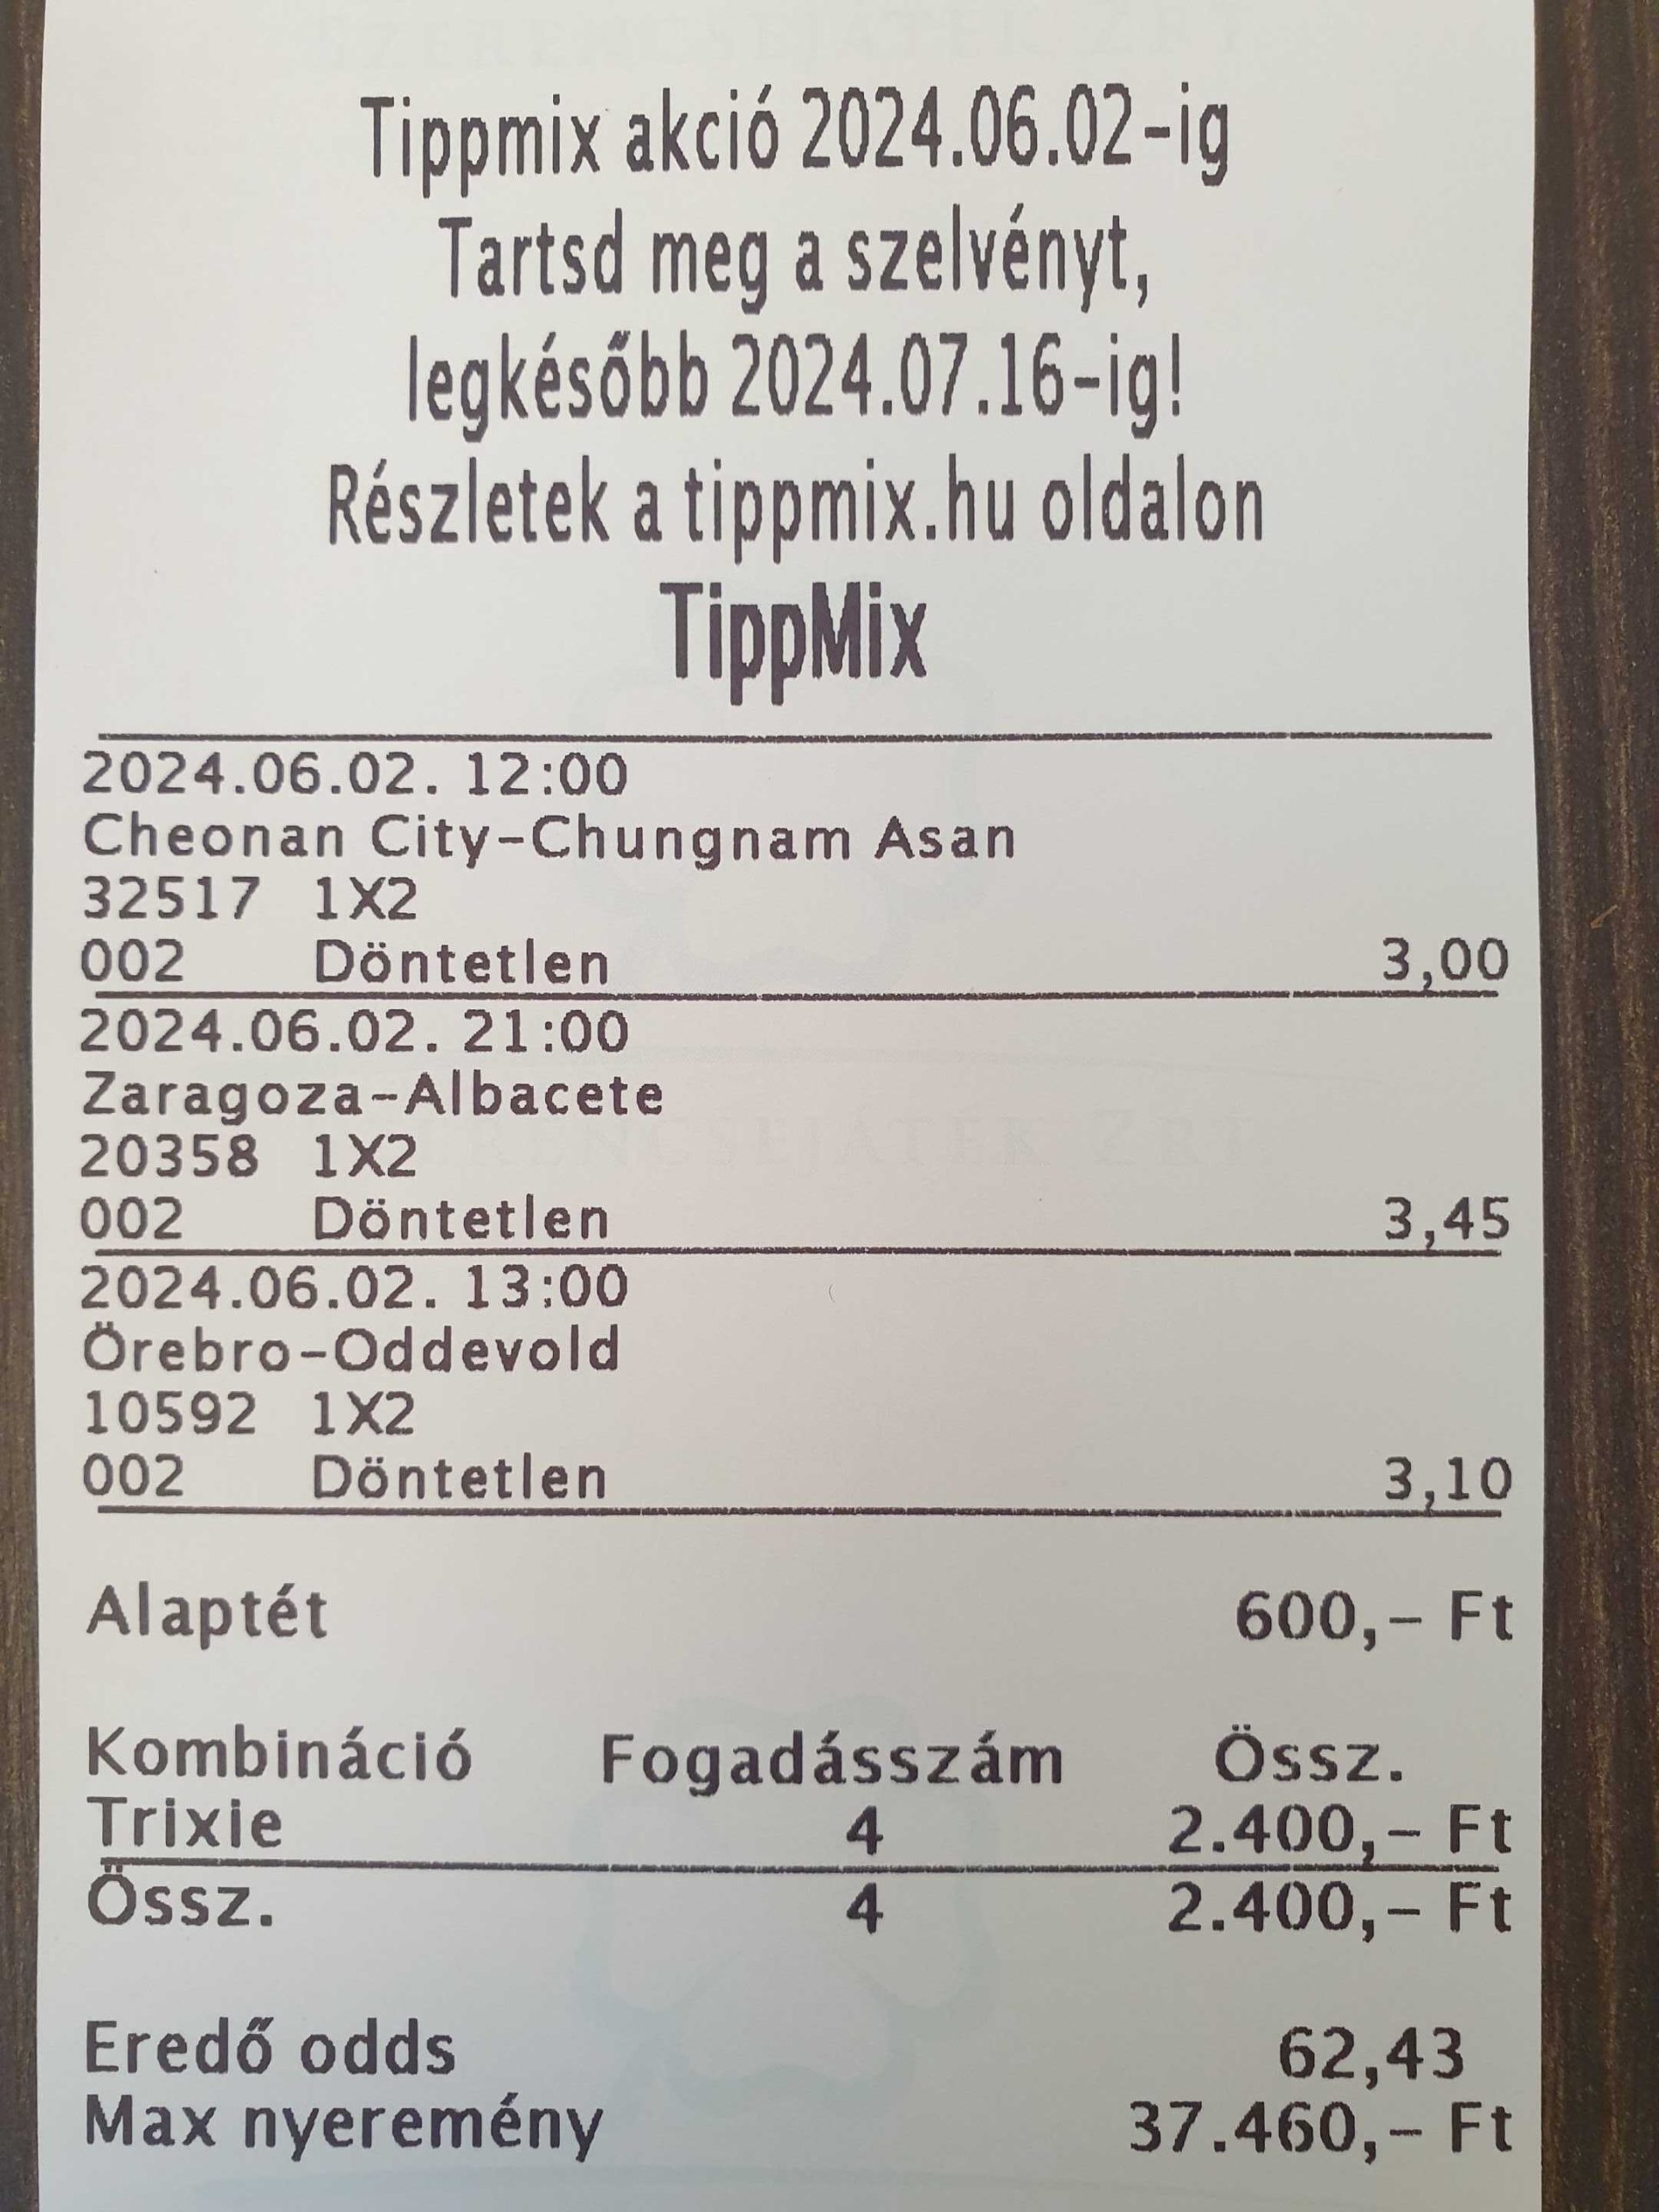 Tippmix akció 2024.06.02-ig
Tartsd meg a szelvényt,
legkésőbb 2024.07.16-ig!
Részletek a tippmix.hu oldalon
TippMix
2024.06.02. 12:00
Cheonan City-Chungnam Asan
32517 1X2
002 Döntetlen 3,00
2024.06.02. 21:00
Zaragoza-Albacete
20358 1X2
002 Döntetlen 3,45
2024.06.02. 13:00
Örebro-Oddevold
10592 1X2
002 Döntetlen 3,10
Alaptét 600,- Ft
Kombináció Fogadásszám Össz.
Trixie 4 2.400,- Ft
Össz. 4 2.400,- Ft
Eredő odds 62,43
Max nyeremény 37.460,- Ft